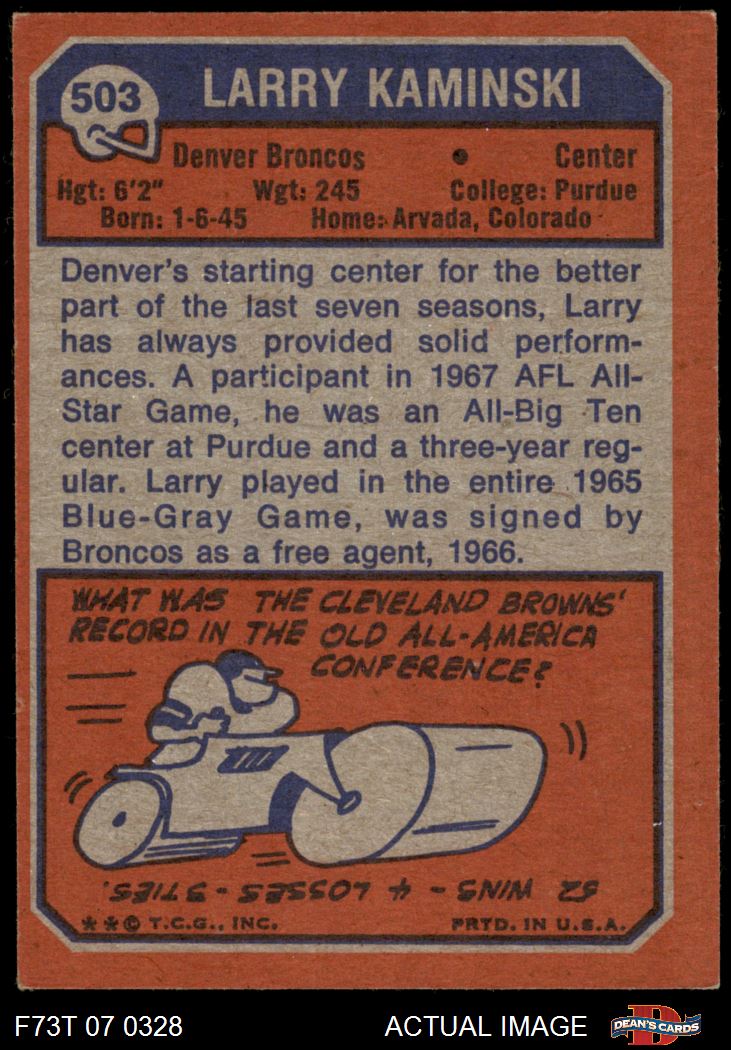 503
LARRY KAMINSKI
Denver Broncos • Center
Hgt: 6'2" Wgt: 245 College: Purdue
Born: 1-6-45 Home: Arvada, Colorado
Denver's starting center for the better
part of the last seven seasons, Larry
has always provided solid perform-
ances. A participant in 1967 AFL All-
Star Game, he was an All-Big Ten
center at Purdue and a three-year reg-
ular. Larry played in the entire 1965
Blue-Gray Game, was signed by
Broncos as a free agent, 1966.
WHAT WAS THE CLEVELAND BROWNS'
RECORD IN THE OLD ALL-AMERICA
CONFERENCE?
52 WINS - 4 LOSSES - 3 TIES.
**© T.C.G., INC. PRTD. IN U.S.A.
F73T 07 0328 ACTUAL IMAGE
DEAN'S CARDS